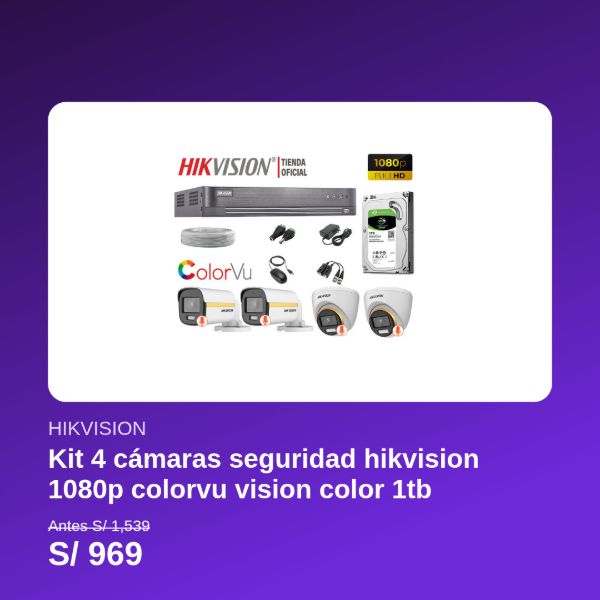 HIKVISION® TIENDA OFICIAL
1080p
FULL HD
ColorVu
HIKVISION
Kit 4 cámaras seguridad hikvision
1080p colorvu vision color 1tb
Antes S/ 1,539
S/ 969